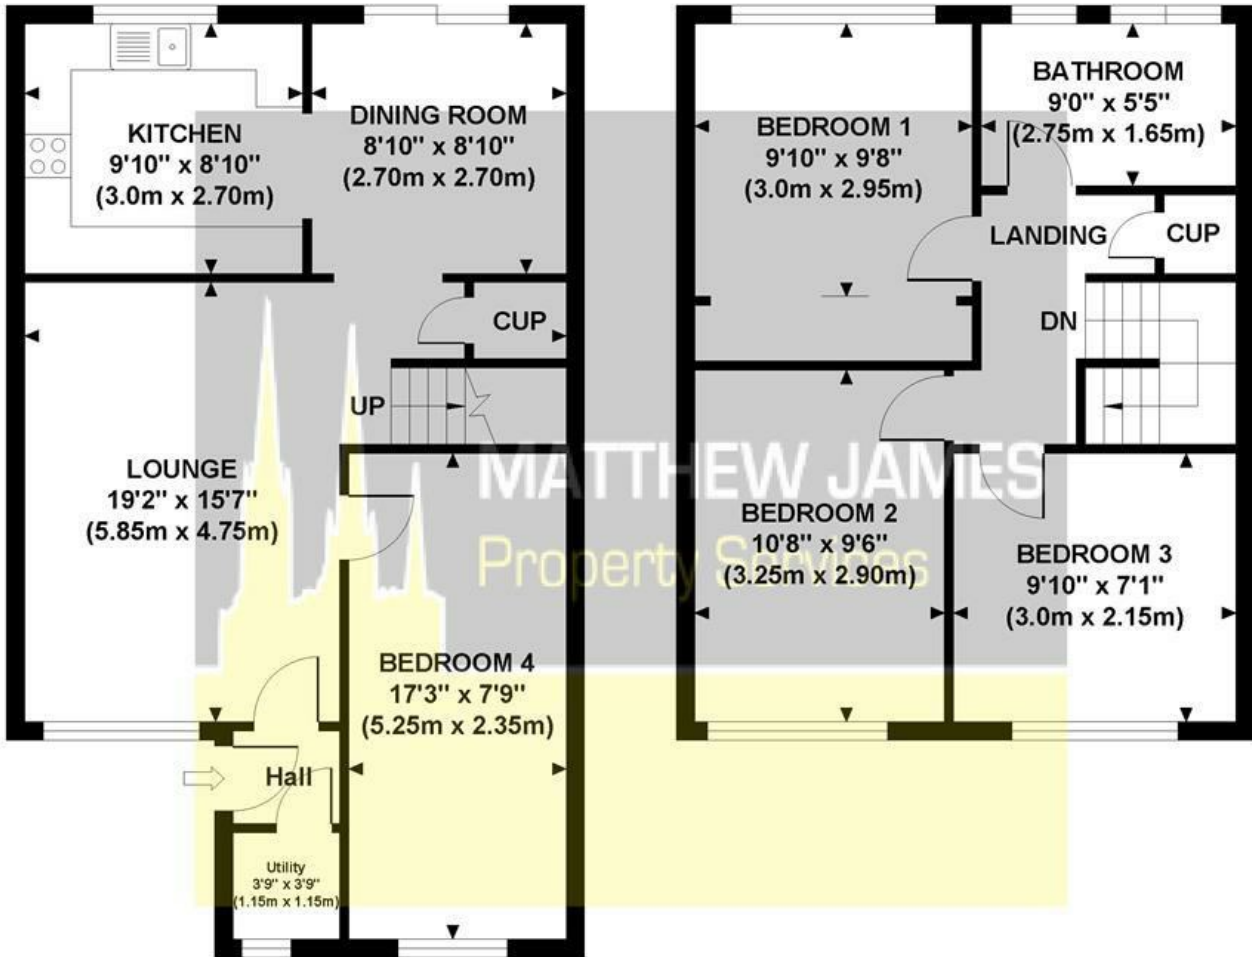 KITCHEN
9'10" x 8'10"
(3.0m x 2.70m)
DINING ROOM
8'10" x 8'10"
(2.70m x 2.70m)
CUP
UP
LOUNGE
19'2" x 15'7"
(5.85m x 4.75m)
BEDROOM 4
17'3" x 7'9"
(5.25m x 2.35m)
Hall
Utility
3'9" x 3'9"
(1.15m x 1.15m)
BEDROOM 1
9'10" x 9'8"
(3.0m x 2.95m)
BATHROOM
9'0" x 5'5"
(2.75m x 1.65m)
LANDING
CUP
DN
BEDROOM 2
10'8" x 9'6"
(3.25m x 2.90m)
BEDROOM 3
9'10" x 7'1"
(3.0m x 2.15m)
MATTHEW JAMES
Property Services